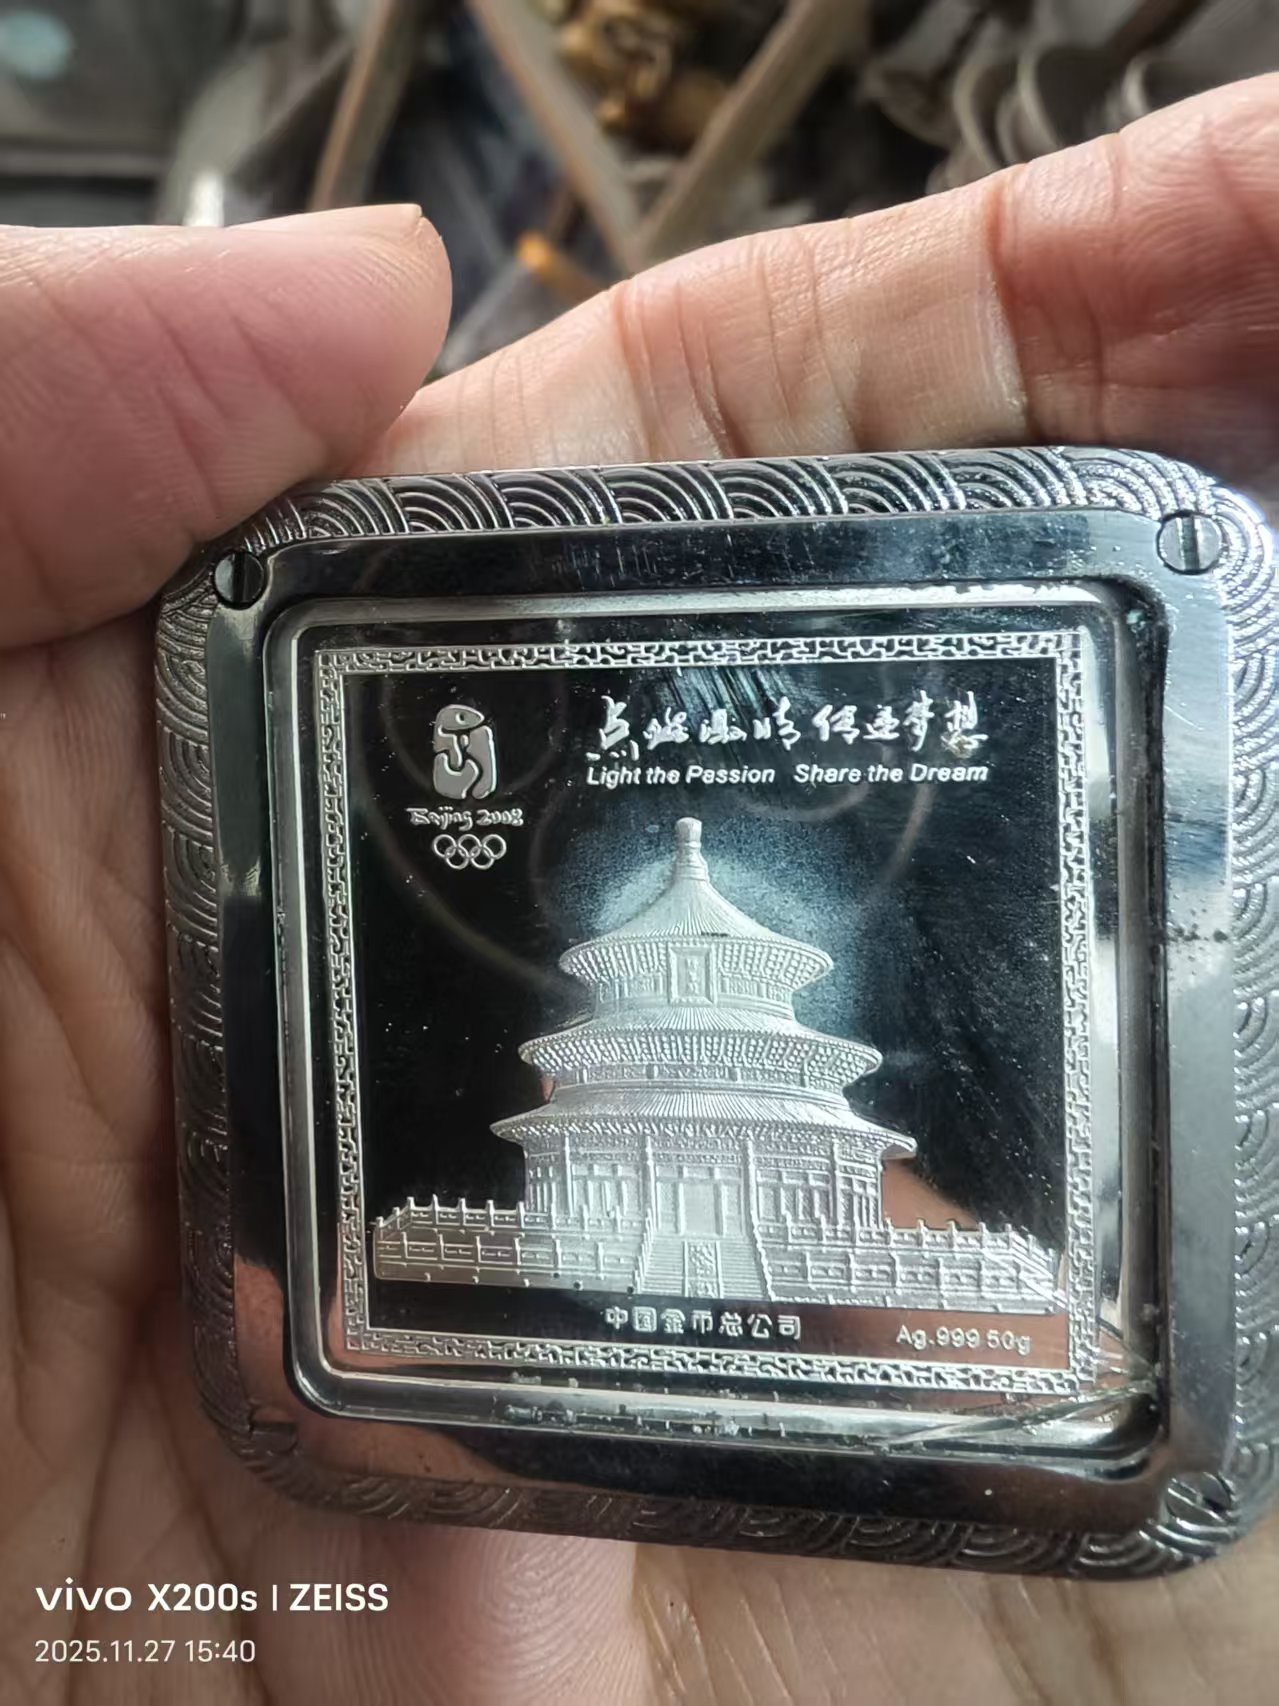 点燃激情 传递梦想
Light the Passion Share the Dream
Beijing 2008
中国金币总公司
Ag.999 50g
vivo X200s | ZEISS
2025.11.27 15:40